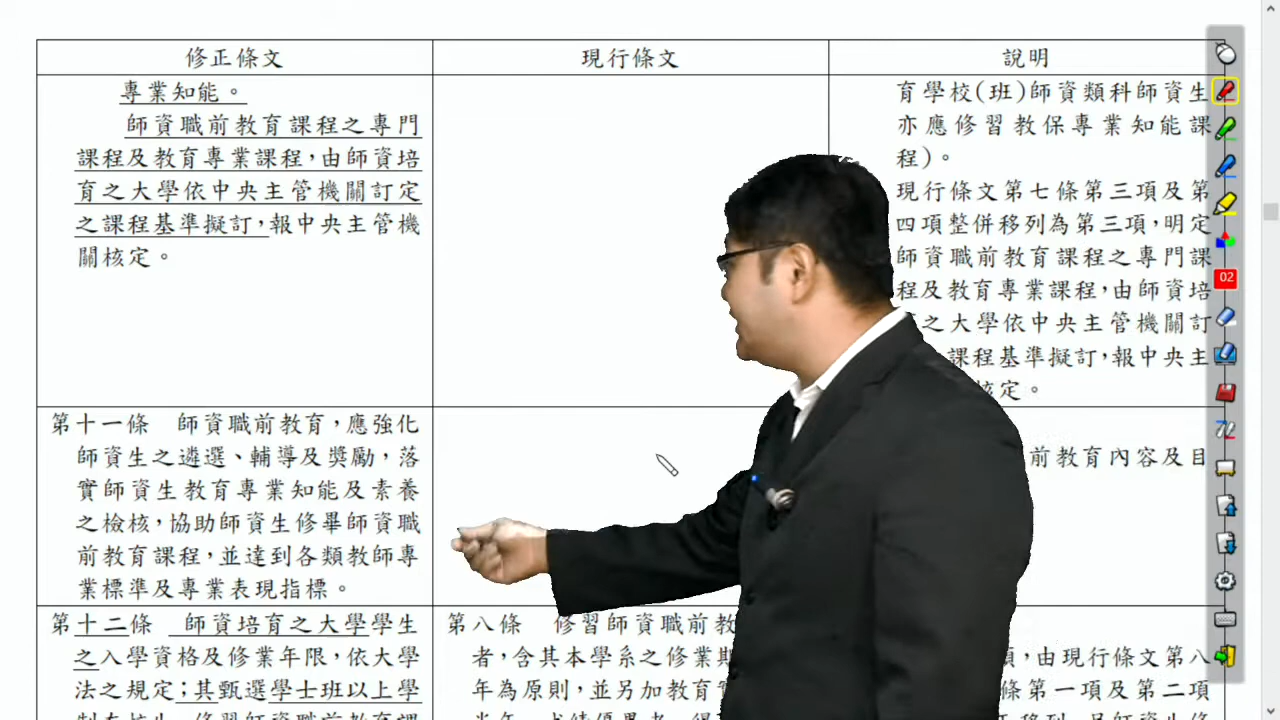 修正條文
現行條文
說明
專業知能。
師資職前教育課程之專門
課程及教育專業課程，由師資培
育之大學依中央主管機關訂定
之課程基準擬訂，報中央主管機
關核定。
育學校(班)師資類科師資生
亦應修習教保專業知能課
程)。
現行條文第七條第三項及第
四項整併移列為第三項，明定
師資職前教育課程之專門課
程及教育專業課程，由師資培
之大學依中央主管機關訂
課程基準擬訂，報中央主
核定。
第十一條　師資職前教育，應強化
師資生之遴選、輔導及獎勵，落
實師資生教育專業知能及素養
之檢核，協助師資生修畢師資職
前教育課程，並達到各類教師專
業標準及專業表現指標。
前教育內容及目
第十二條　師資培育之大學學生
之入學資格及修業年限，依大學
法之規定；其甄選學士班以上學
第八條　修習師資職前教
者，含其本學系之修業期
年為原則，並另加教育實
，由現行條文第八
條第一項及第二項
02